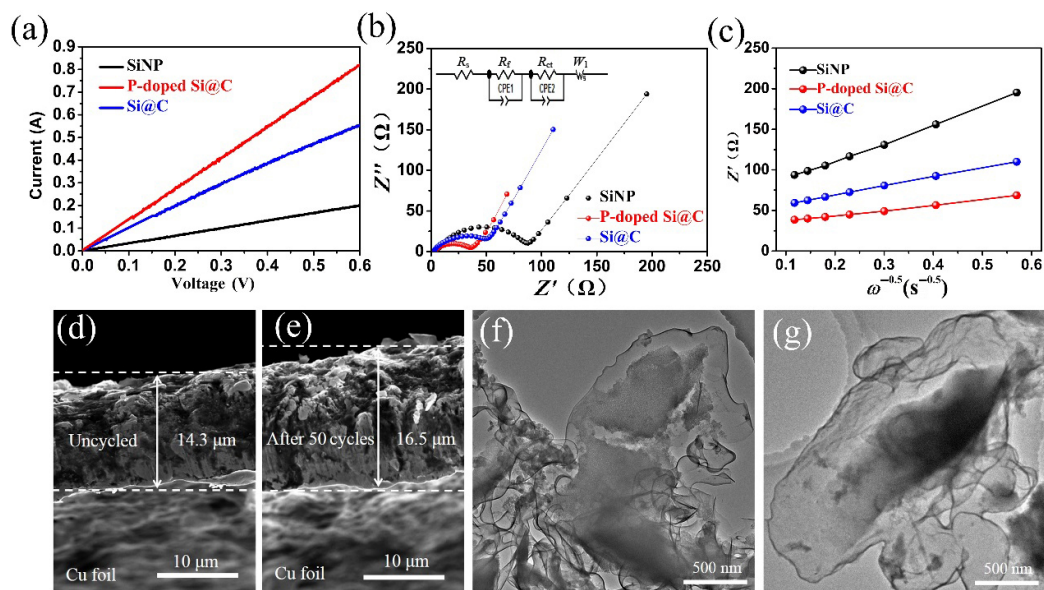 (a)
0.9
0.8
0.7
0.6
0.5
0.4
0.3
0.2
0.1
0.0
Current (A)
SiNP
P-doped Si@C
Si@C
0.0 0.1 0.2 0.3 0.4 0.5 0.6
Voltage (V)
(b)
250
200
150
100
50
0
Z'' (Ω)
Rs Rf Rct W1
CPE1 CPE2
Ws
SiNP
P-doped Si@C
Si@C
0 50 100 150 200 250
Z' (Ω)
(c)
250
200
150
100
50
0
Z' (Ω)
SiNP
P-doped Si@C
Si@C
0.1 0.2 0.3 0.4 0.5 0.6
ω⁻⁰·⁵(s⁻⁰·⁵)
(d)
Uncycled 14.3 μm
10 μm
Cu foil
(e)
After 50 cycles 16.5 μm
10 μm
Cu foil
(f)
500 nm
(g)
500 nm